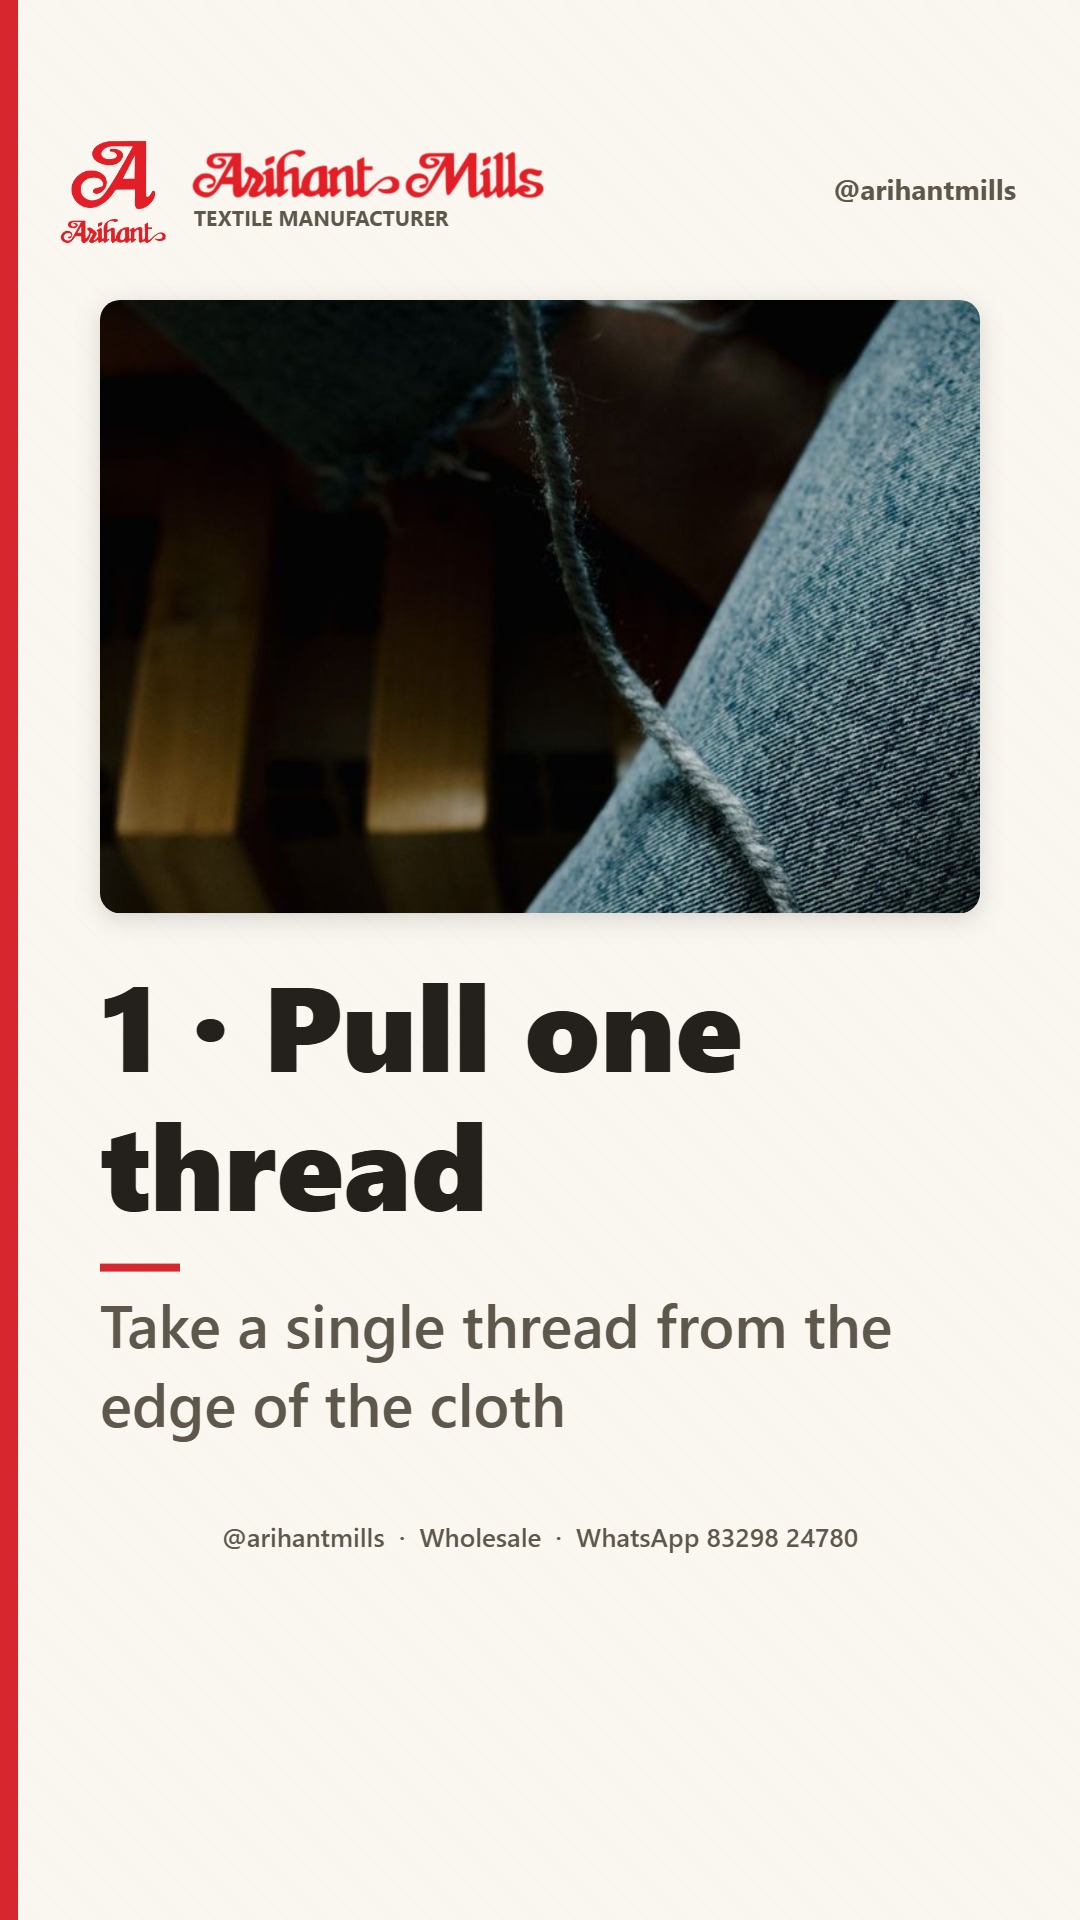 A
Arihant
Arihant Mills
TEXTILE MANUFACTURER
@arihantmills
1 · Pull one
thread
Take a single thread from the
edge of the cloth
@arihantmills · Wholesale · WhatsApp 83298 24780